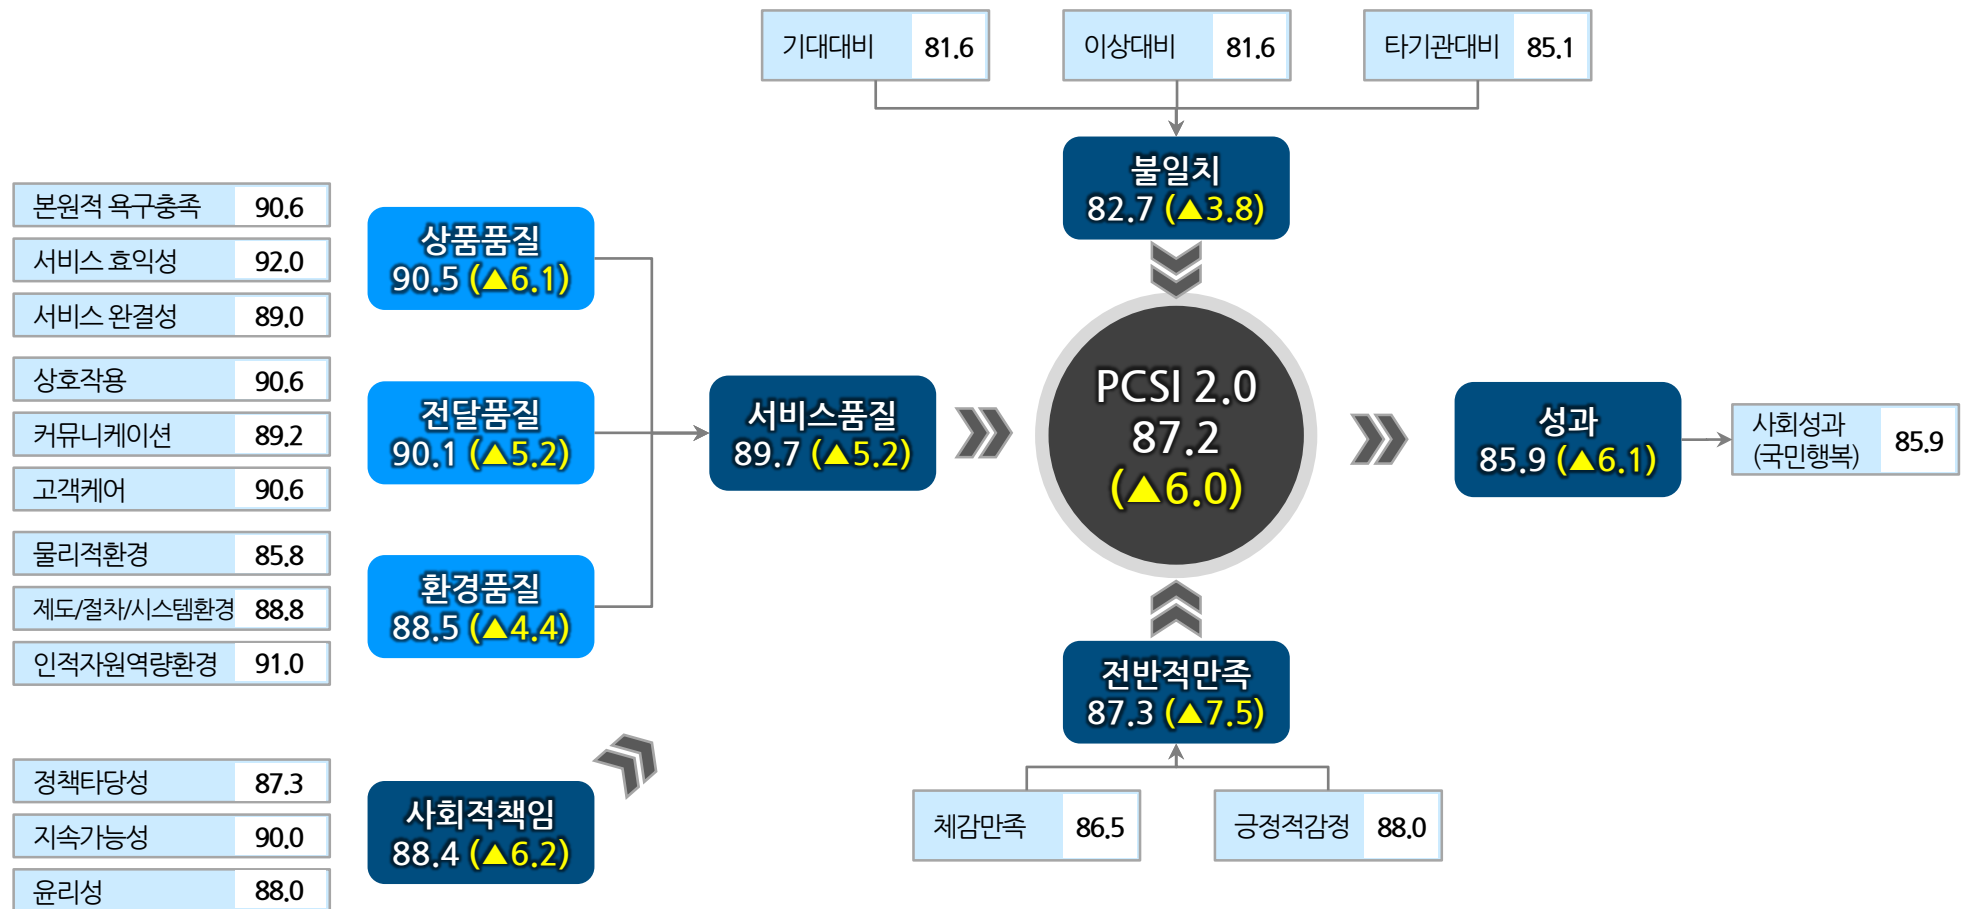 기대대비 81.6
이상대비 81.6
타기관대비 85.1
불일치
82.7 (▲3.8)
본원적 욕구충족 90.6
서비스 효익성 92.0
서비스 완결성 89.0
상품품질
90.5 (▲6.1)
상호작용 90.6
커뮤니케이션 89.2
고객케어 90.6
전달품질
90.1 (▲5.2)
물리적환경 85.8
제도/절차/시스템환경 88.8
인적자원역량환경 91.0
환경품질
88.5 (▲4.4)
서비스품질
89.7 (▲5.2)
PCSI 2.0
87.2
(▲6.0)
성과
85.9 (▲6.1)
사회성과
(국민행복)
85.9
전반적만족
87.3 (▲7.5)
체감만족 86.5
긍정적감정 88.0
정책타당성 87.3
지속가능성 90.0
윤리성 88.0
사회적책임
88.4 (▲6.2)